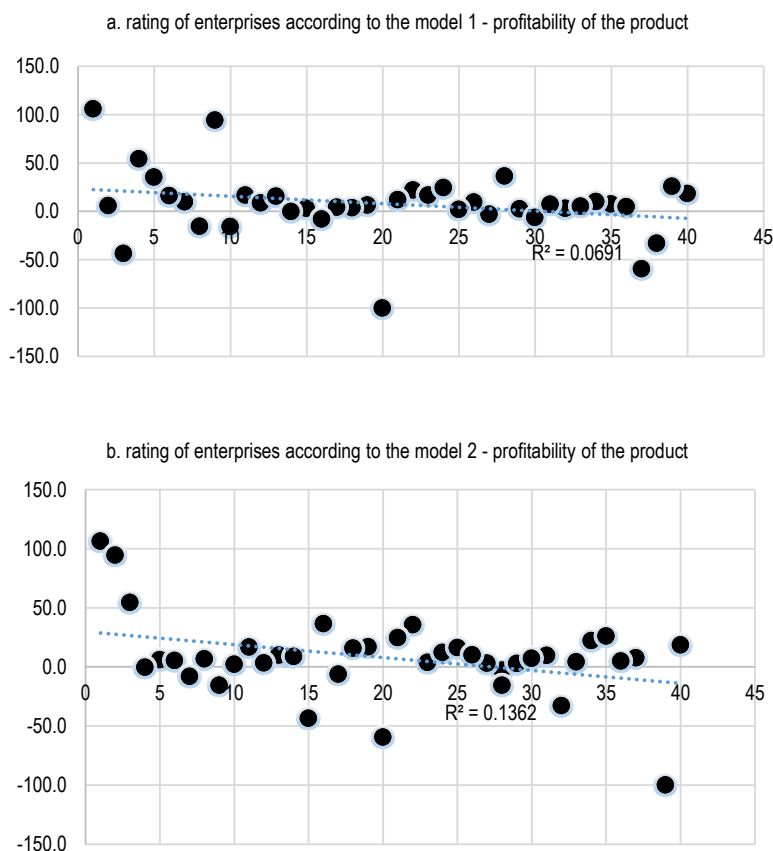 a. rating of enterprises according to the model 1 - profitability of the product
150.0
100.0
50.0
0.0
0 5 10 15 20 25 30 35 40 45
R² = 0.0691
-50.0
-100.0
-150.0
b. rating of enterprises according to the model 2 - profitability of the product
150.0
100.0
50.0
0.0
0 5 10 15 20 25 30 35 40 45
R² = 0.1362
-50.0
-100.0
-150.0